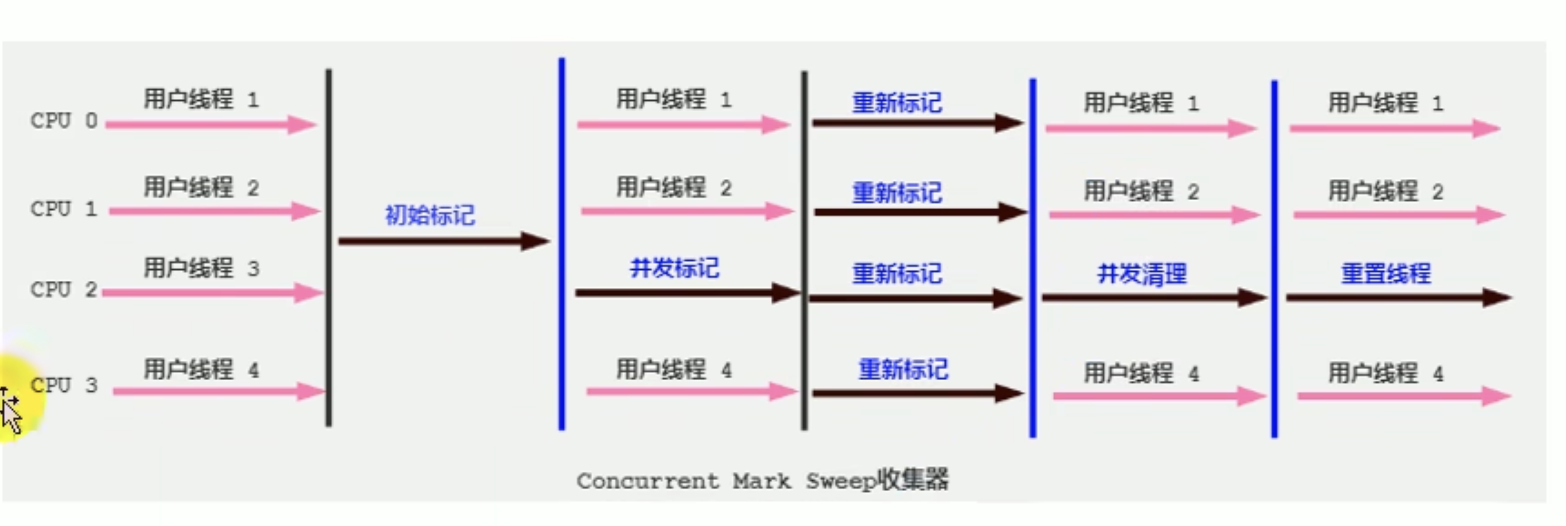 用户线程 1 用户线程 1 重新标记 用户线程 1 用户线程 1
CPU 0
用户线程 2 用户线程 2 重新标记 用户线程 2 用户线程 2
CPU 1
初始标记
用户线程 3 并发标记 重新标记 并发清理 重置线程
CPU 2
用户线程 4 用户线程 4 重新标记 用户线程 4 用户线程 4
CPU 3
Concurrent Mark Sweep收集器